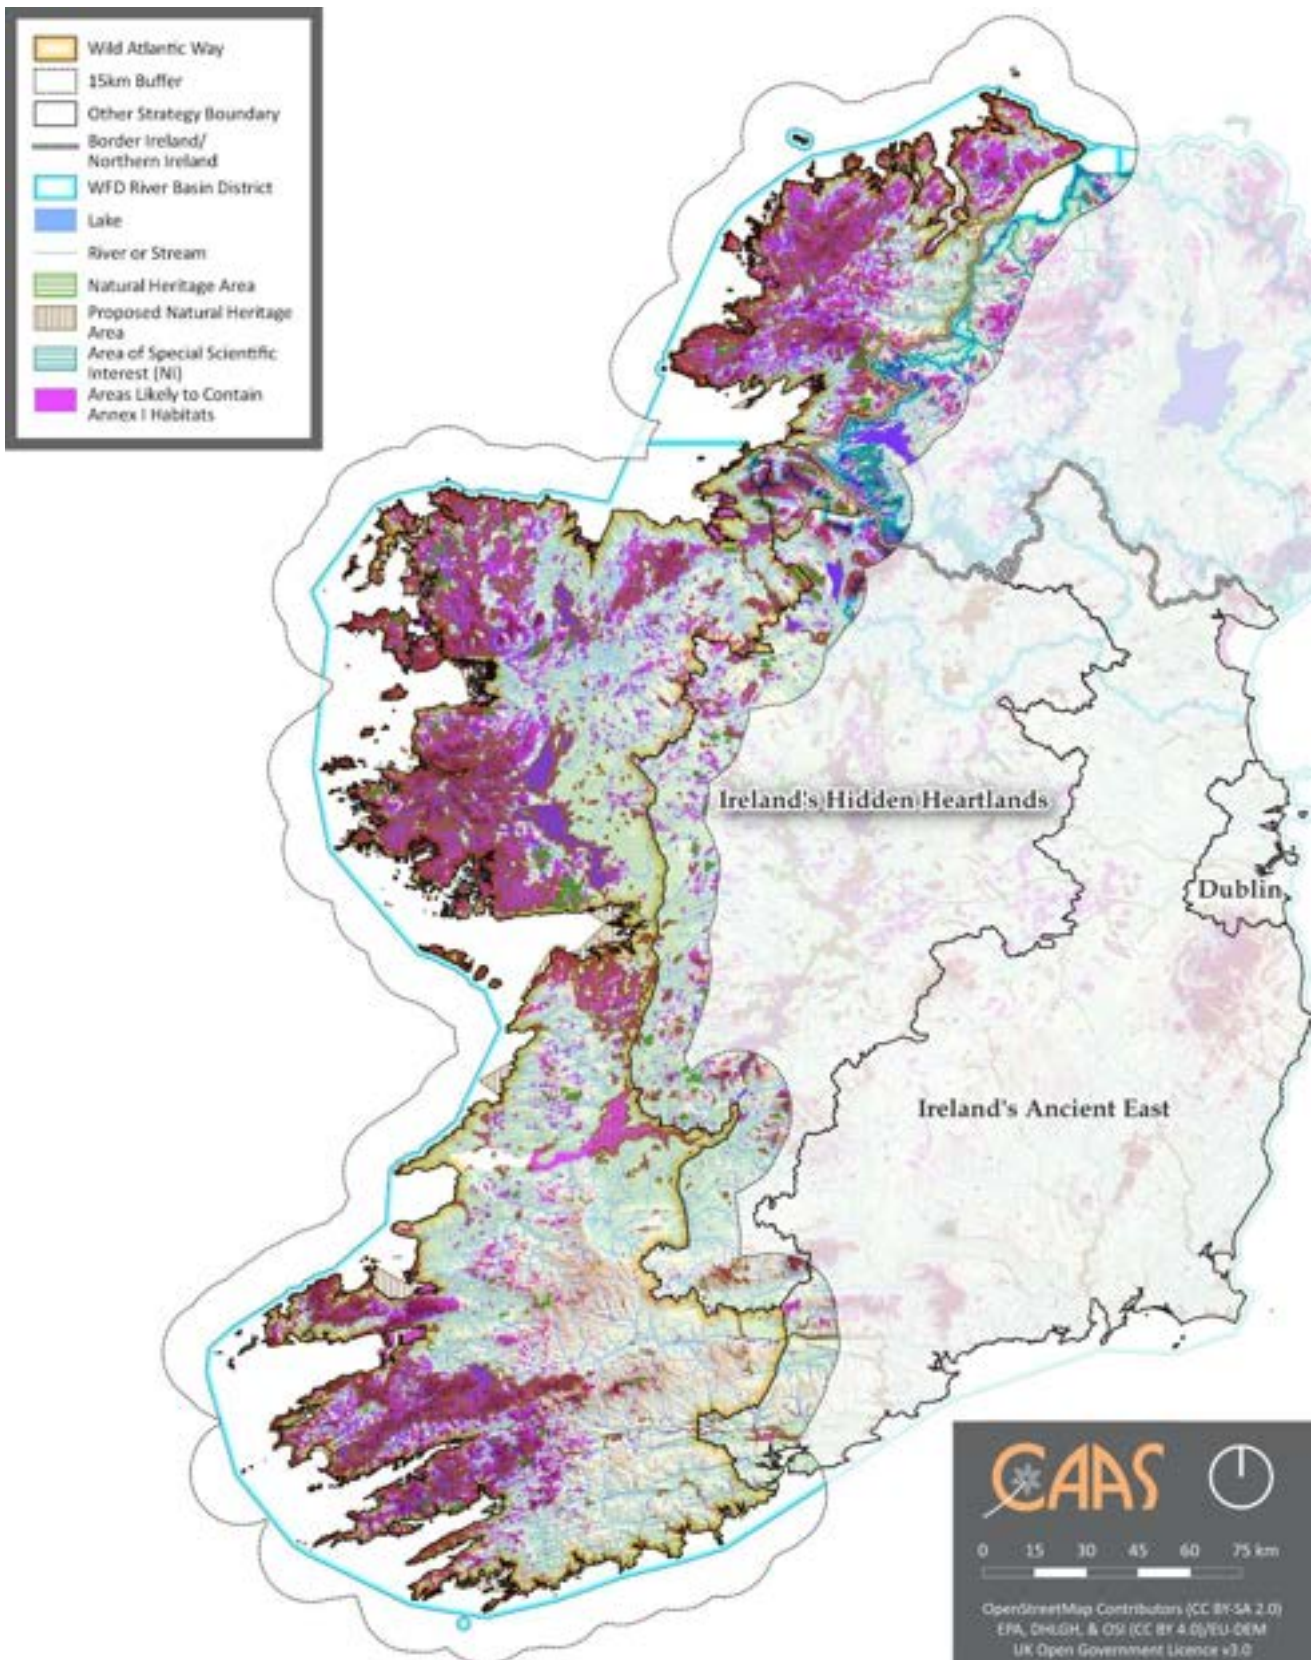 Wild Atlantic Way
15km Buffer
Other Strategy Boundary
Border Ireland/
Northern Ireland
WFD River Basin District
Lake
River or Stream
Natural Heritage Area
Proposed Natural Heritage
Area
Area of Special Scientific
Interest (NI)
Areas Likely to Contain
Annex I Habitats
Ireland's Hidden Heartlands
Dublin
Ireland's Ancient East
CAAS
0 15 30 45 60 75 km
OpenStreetMap Contributors (CC BY-SA 2.0)
EPA, DHLGH, & OSI (CC BY 4.0)/EU-DEM
UK Open Government Licence v3.0